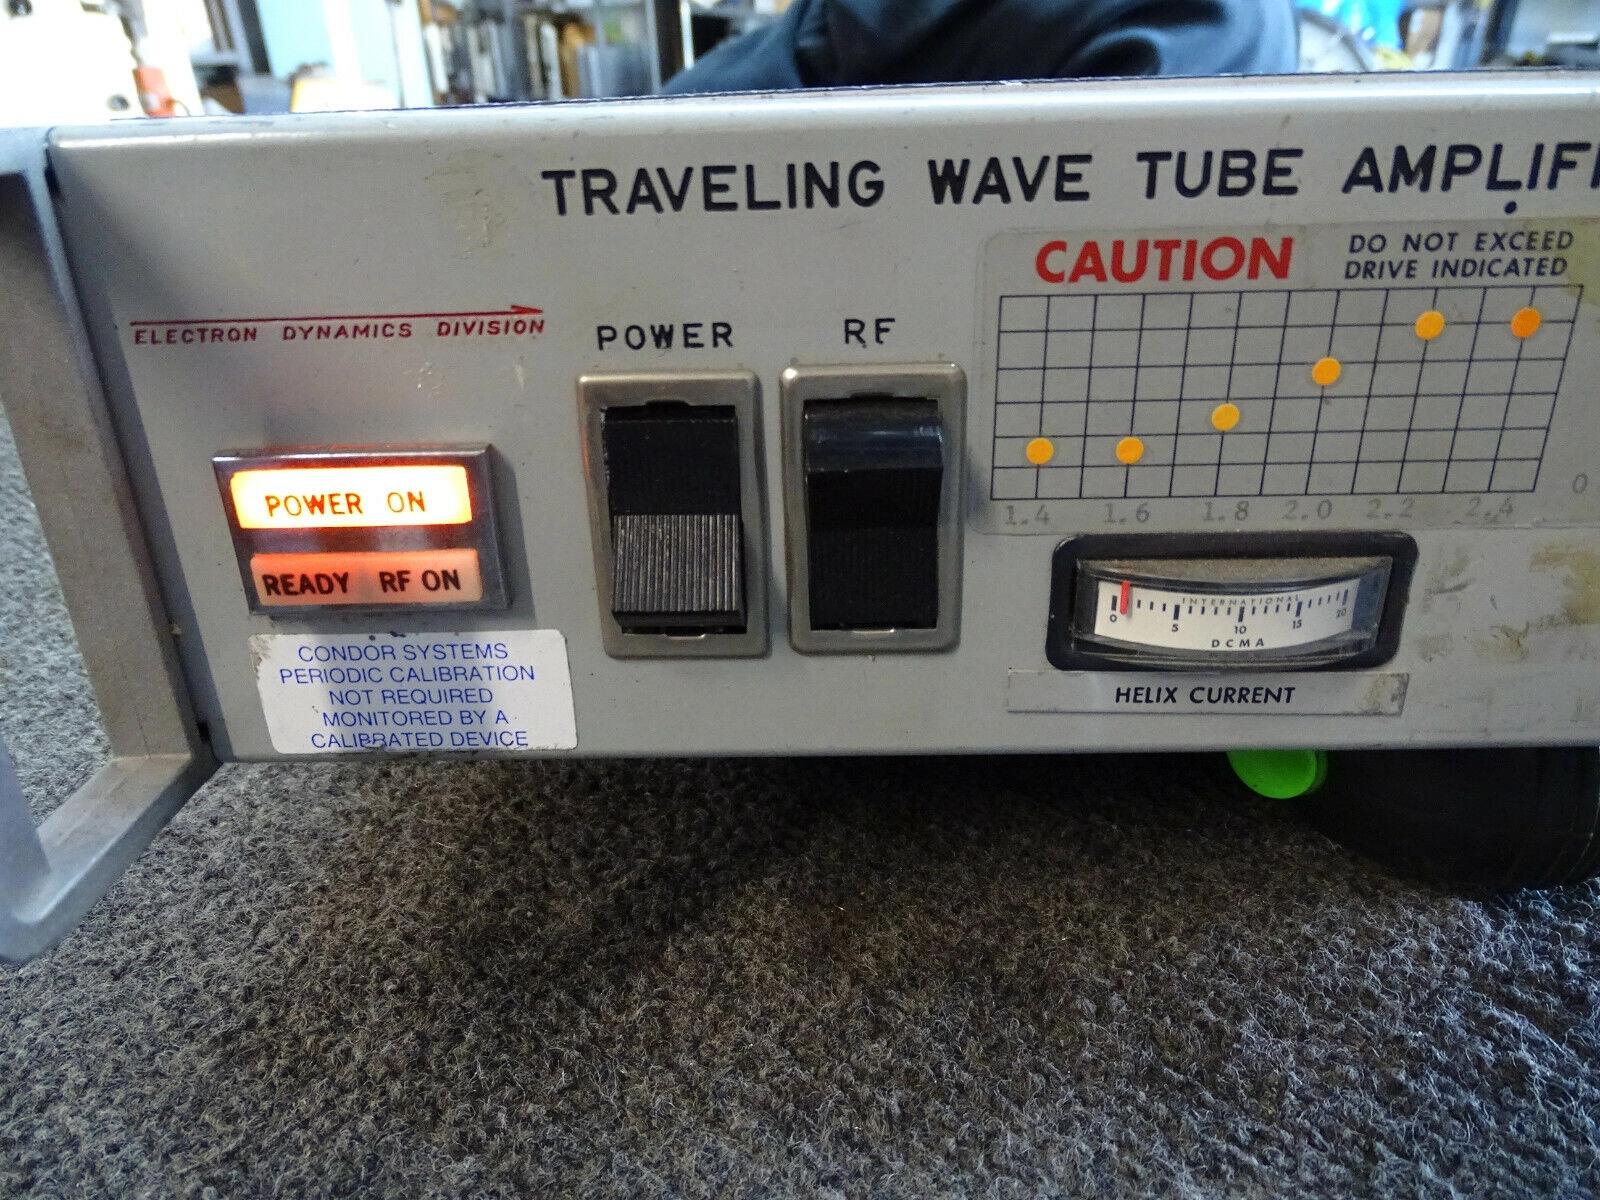 TRAVELING WAVE TUBE AMPLIFI
CAUTION
DO NOT EXCEED
DRIVE INDICATED
ELECTRON DYNAMICS DIVISION
POWER
RF
POWER ON
READY RF ON
1.4 1.6 1.8 2.0 2.2 2.4
0
INTERNATIONAL
0 5 10 15 20
DCMA
HELIX CURRENT
CONDOR SYSTEMS
PERIODIC CALIBRATION
NOT REQUIRED
MONITORED BY A
CALIBRATED DEVICE